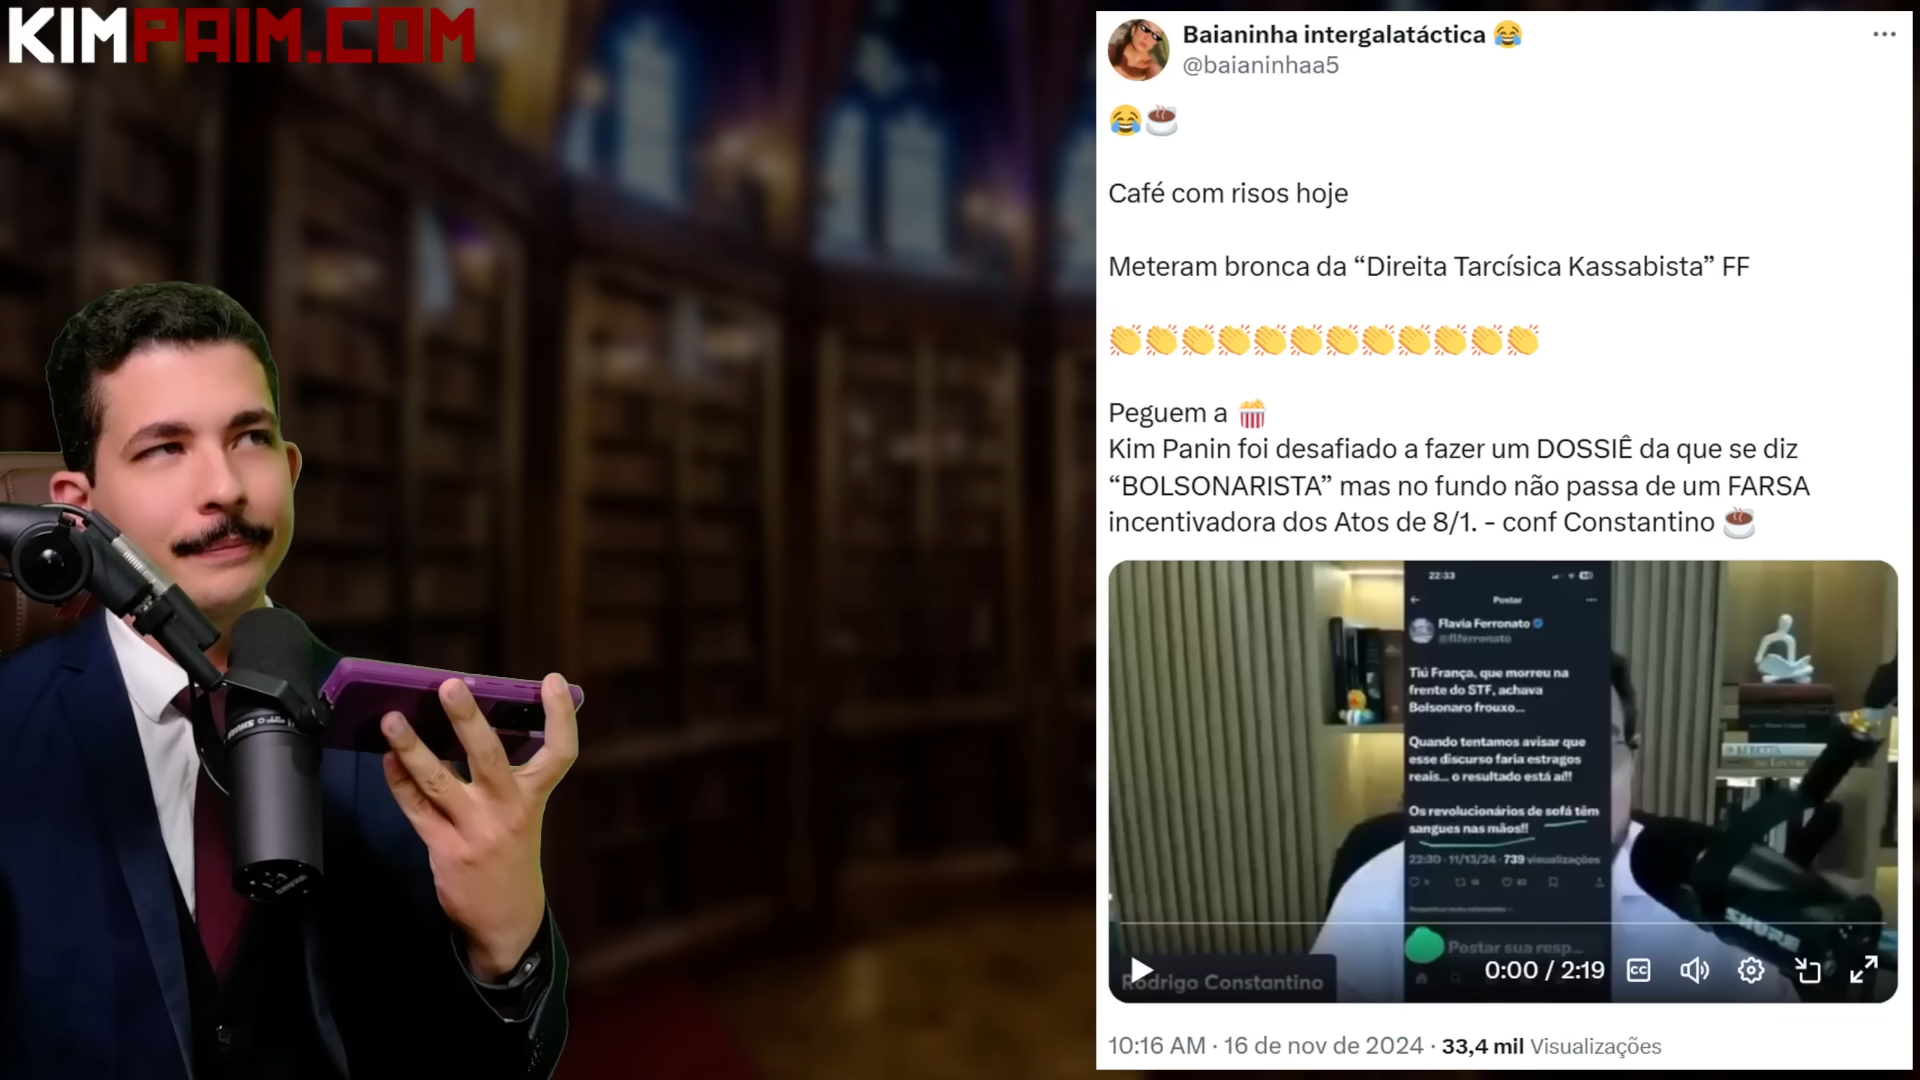 KIMPAIM.COM
Baianinha intergalatáctica 😂
@baianinhaa5
😂☕
Café com risos hoje
Meteram bronca da “Direita Tarcísica Kassabista” FF
👏👏👏👏👏👏👏👏👏👏👏👏
Peguem a 🍿
Kim Panin foi desafiado a fazer um DOSSIÊ da que se diz
“BOLSONARISTA” mas no fundo não passa de um FARSA
incentivadora dos Atos de 8/1. - conf Constantino ☕
22:33
Postar
Flavia Ferronato
@flferronato
Tiú França, que morreu na
frente do STF, achava
Bolsonaro frouxo...
Quando tentamos avisar que
esse discurso faria estragos
reais... o resultado está aí!!
Os revolucionários de sofá têm
sangues nas mãos!!
22:30 · 11/13/24 · 739 visualizações
Postar sua resp...
SHURE
Rodrigo Constantino
0:00 / 2:19
CC
10:16 AM · 16 de nov de 2024 · 33,4 mil Visualizações
SHURE